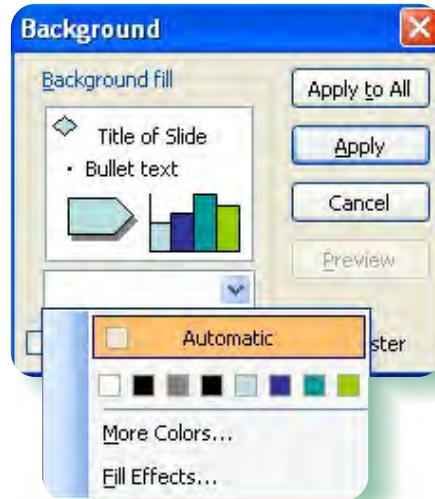 Background
Background fill
Apply to All
Title of Slide
Bullet text
Apply
Cancel
Preview
Automatic
ster
More Colors...
Fill Effects...